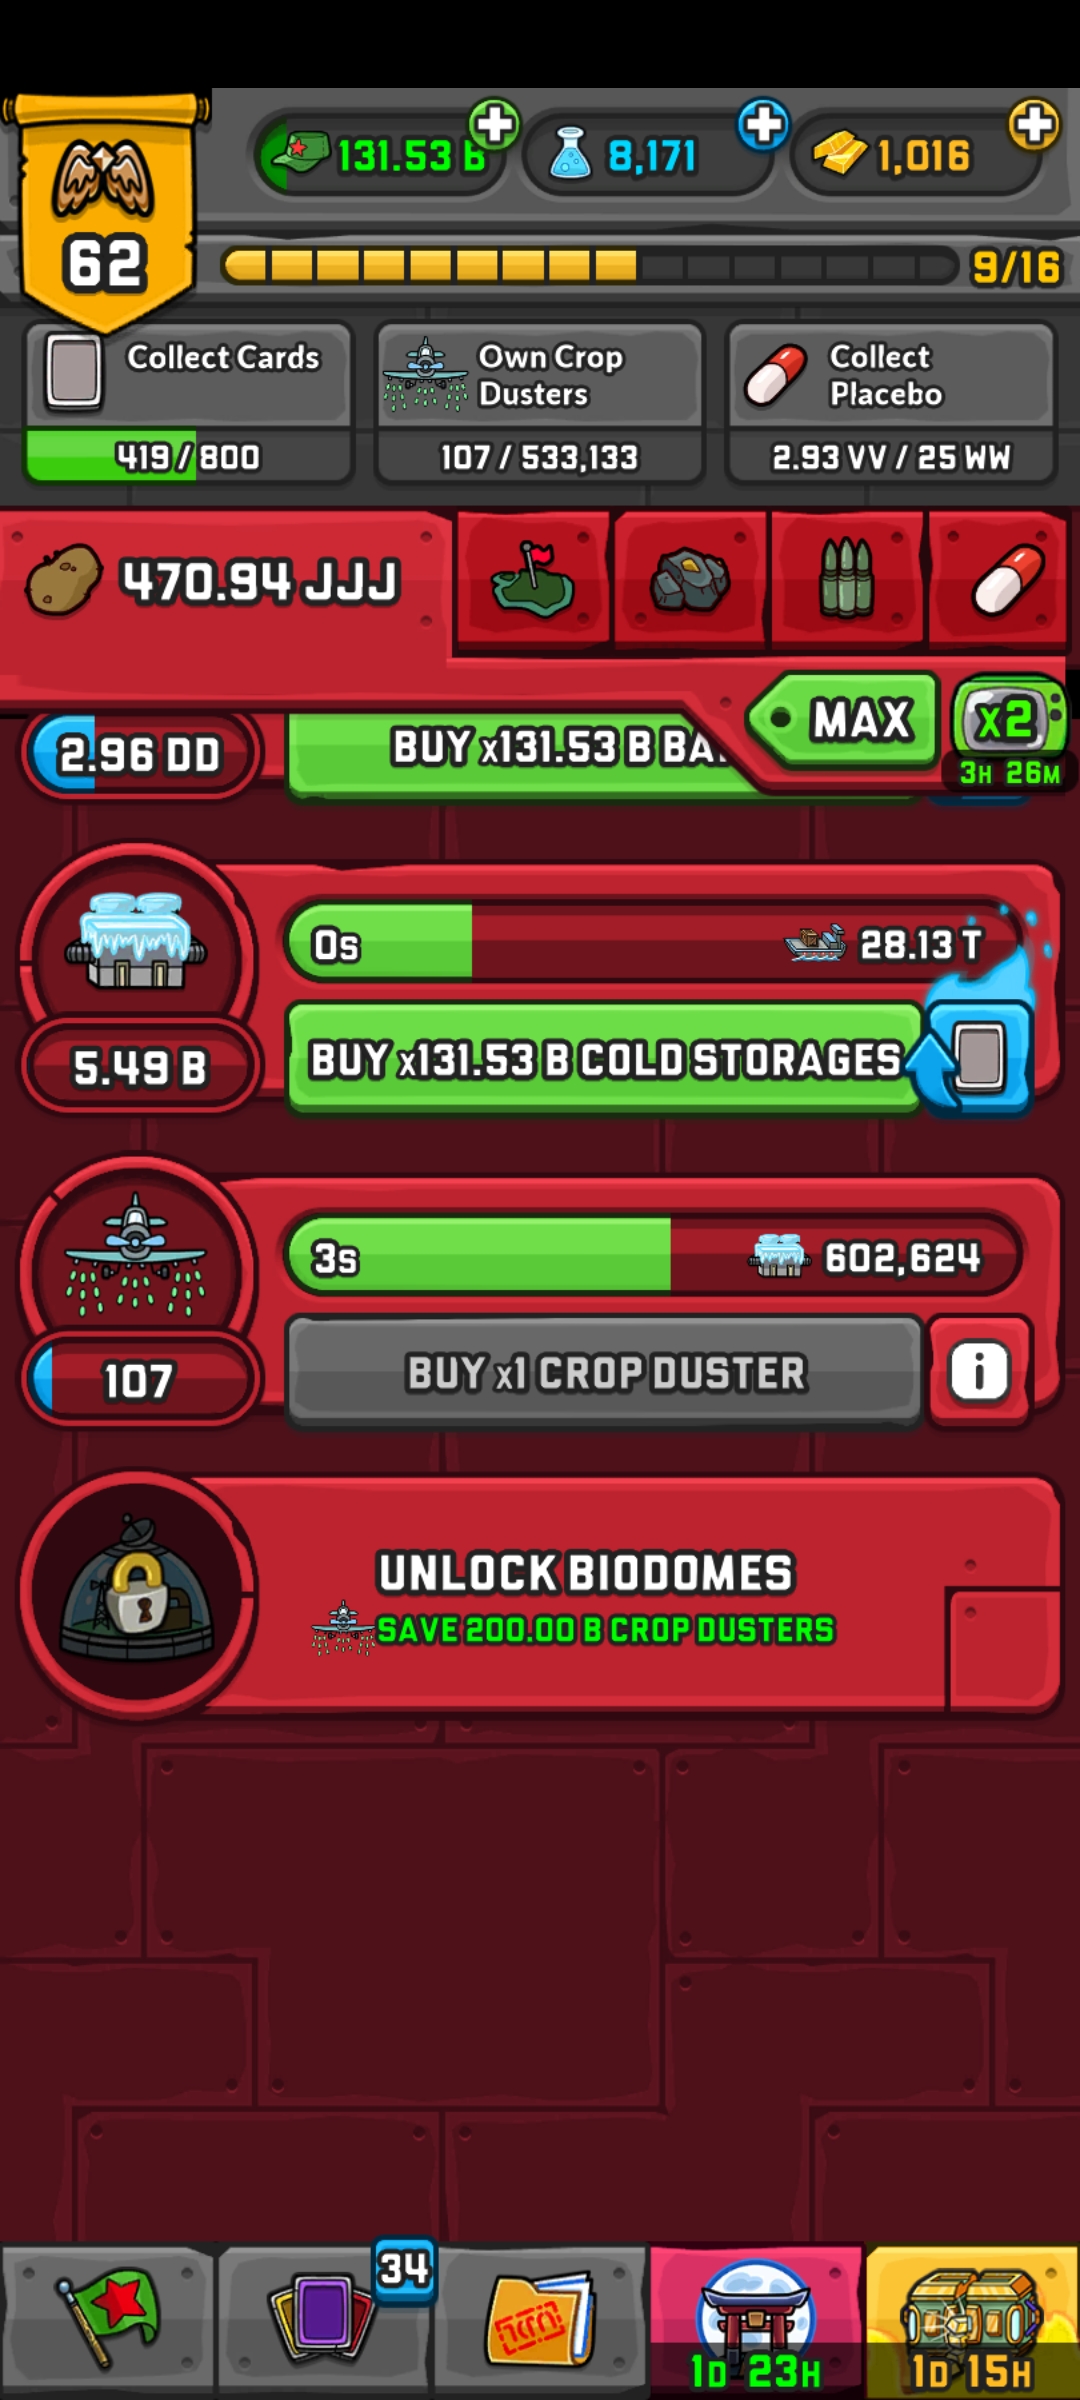 131.53 B
8,171
1,016
62
9/16
Collect Cards
419 / 800
Own Crop
Dusters
107 / 533,133
Collect
Placebo
2.93 VV / 25 WW
470.94 JJJ
MAX
x2
3H 26M
2.96 DD
BUY x131.53 B BA
0s
28.13 T
5.49 B
BUY x131.53 B COLD STORAGES
3s
602,624
107
BUY x1 CROP DUSTER
i
UNLOCK BIODOMES
SAVE 200.00 B CROP DUSTERS
34
1D 23H
1D 15H